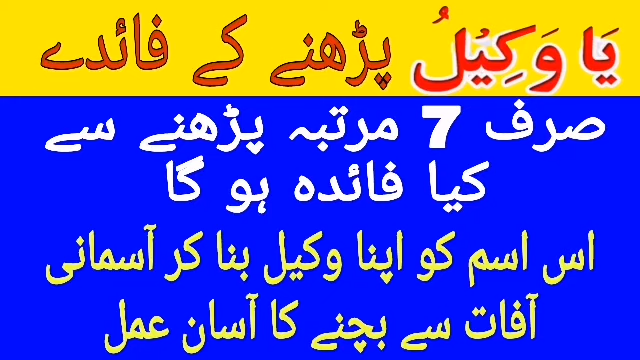 یَا وَکِیْلُ پڑھنے کے فائدے
صرف 7 مرتبہ پڑھنے سے
کیا فائدہ ہو گا
اس اسم کو اپنا وکیل بنا کر آسمانی
آفات سے بچنے کا آسان عمل